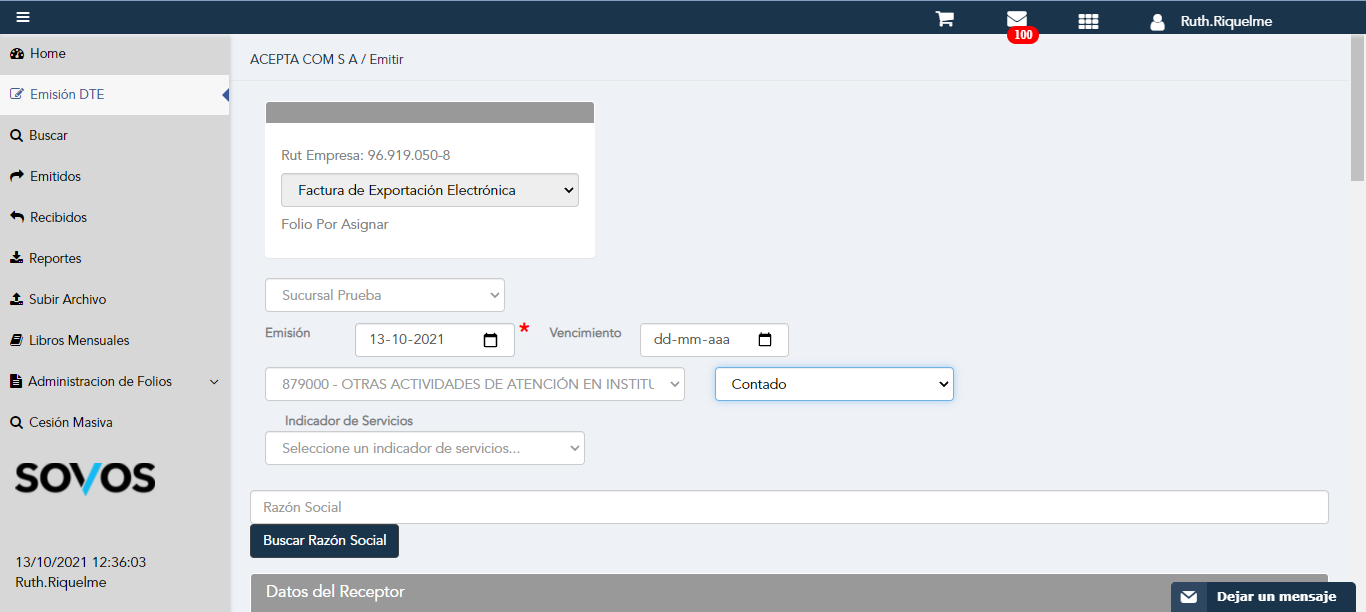 Ruth.Riquelme
100
Home
Emisión DTE
Buscar
Emitidos
Recibidos
Reportes
Subir Archivo
Libros Mensuales
Administracion de Folios
Cesión Masiva
SOVOS
13/10/2021 12:36:03
Ruth.Riquelme
ACEPTA COM S A / Emitir
Rut Empresa: 96.919.050-8
Factura de Exportación Electrónica
Folio Por Asignar
Sucursal Prueba
Emisión 13-10-2021 * Vencimiento dd-mm-aaa
879000 - OTRAS ACTIVIDADES DE ATENCIÓN EN INSTITU Contado
Indicador de Servicios
Seleccione un indicador de servicios...
Razón Social
Buscar Razón Social
Datos del Receptor
Dejar un mensaje